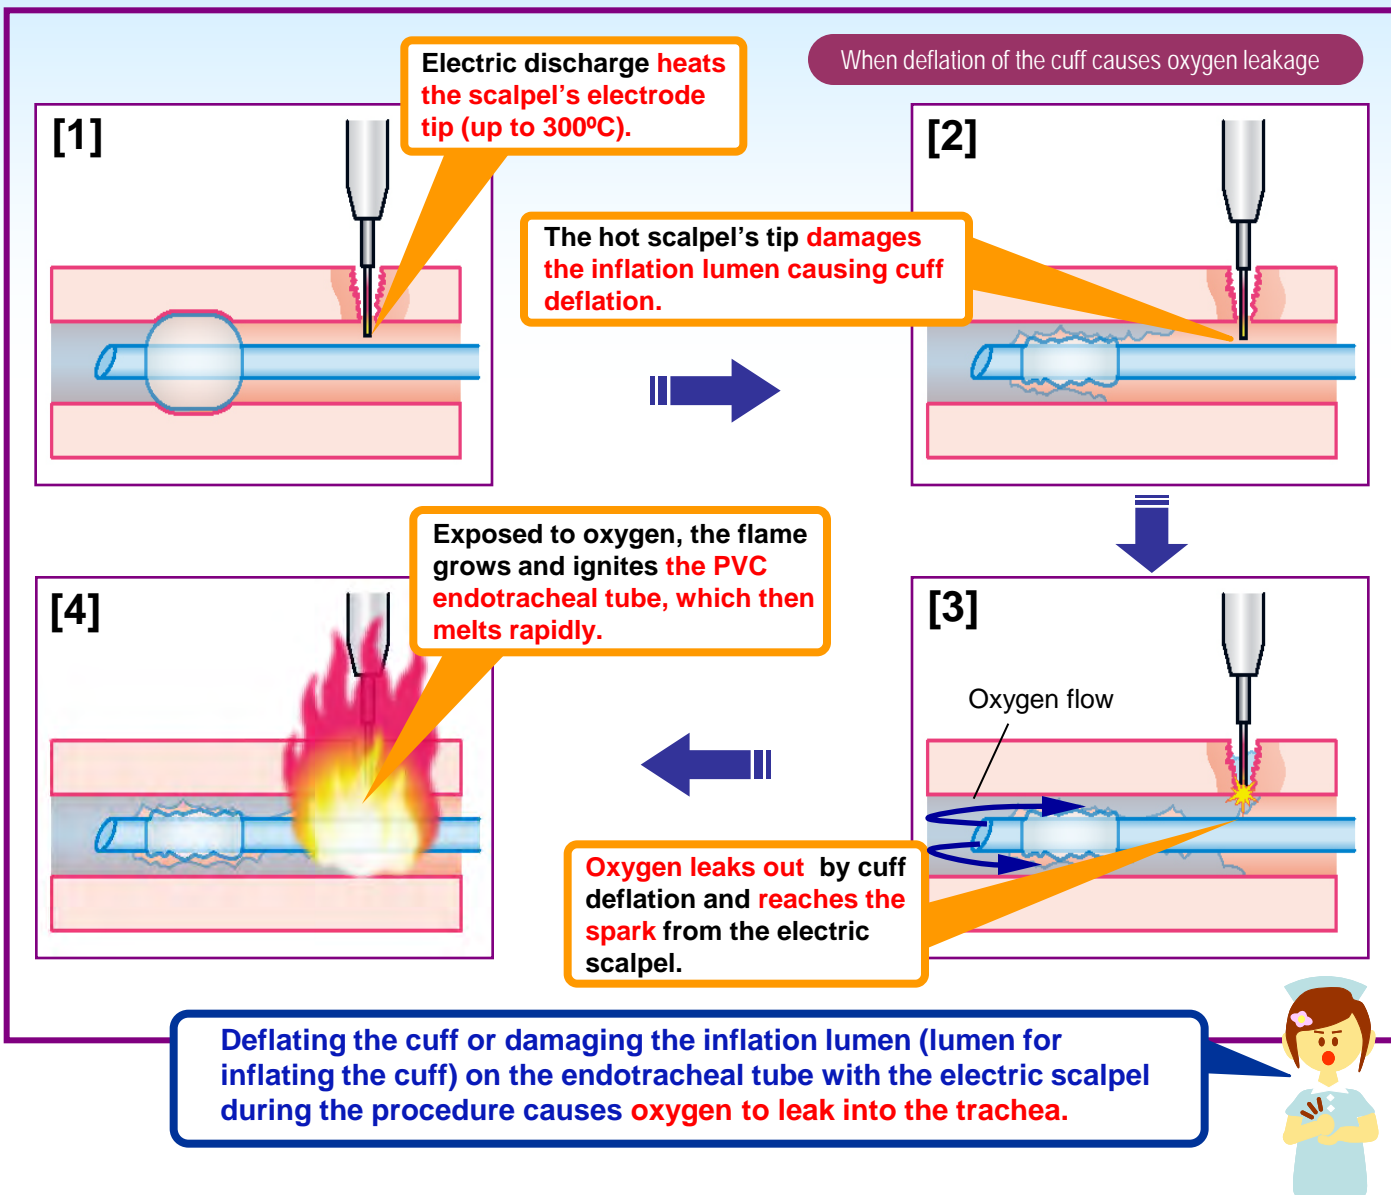 When deflation of the cuff causes oxygen leakage
[1]
Electric discharge heats
the scalpel’s electrode
tip (up to 300ºC).
[2]
The hot scalpel’s tip damages
the inflation lumen causing cuff
deflation.
[3]
Oxygen flow
Oxygen leaks out by cuff
deflation and reaches the
spark from the electric
scalpel.
[4]
Exposed to oxygen, the flame
grows and ignites the PVC
endotracheal tube, which then
melts rapidly.
Deflating the cuff or damaging the inflation lumen (lumen for
inflating the cuff) on the endotracheal tube with the electric scalpel
during the procedure causes oxygen to leak into the trachea.